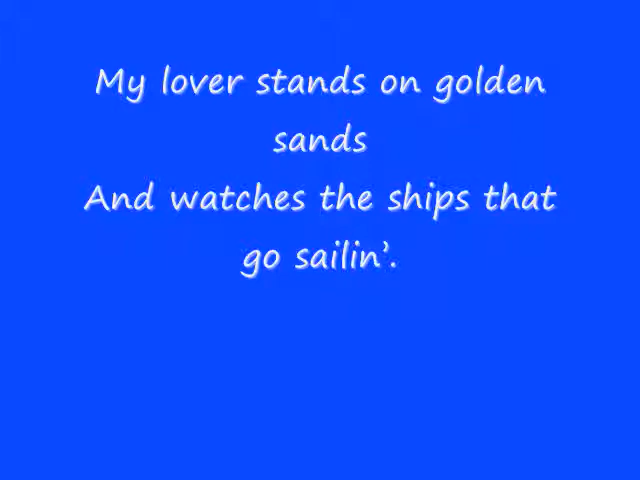 My lover stands on golden
sands
And watches the ships that
go sailin’.